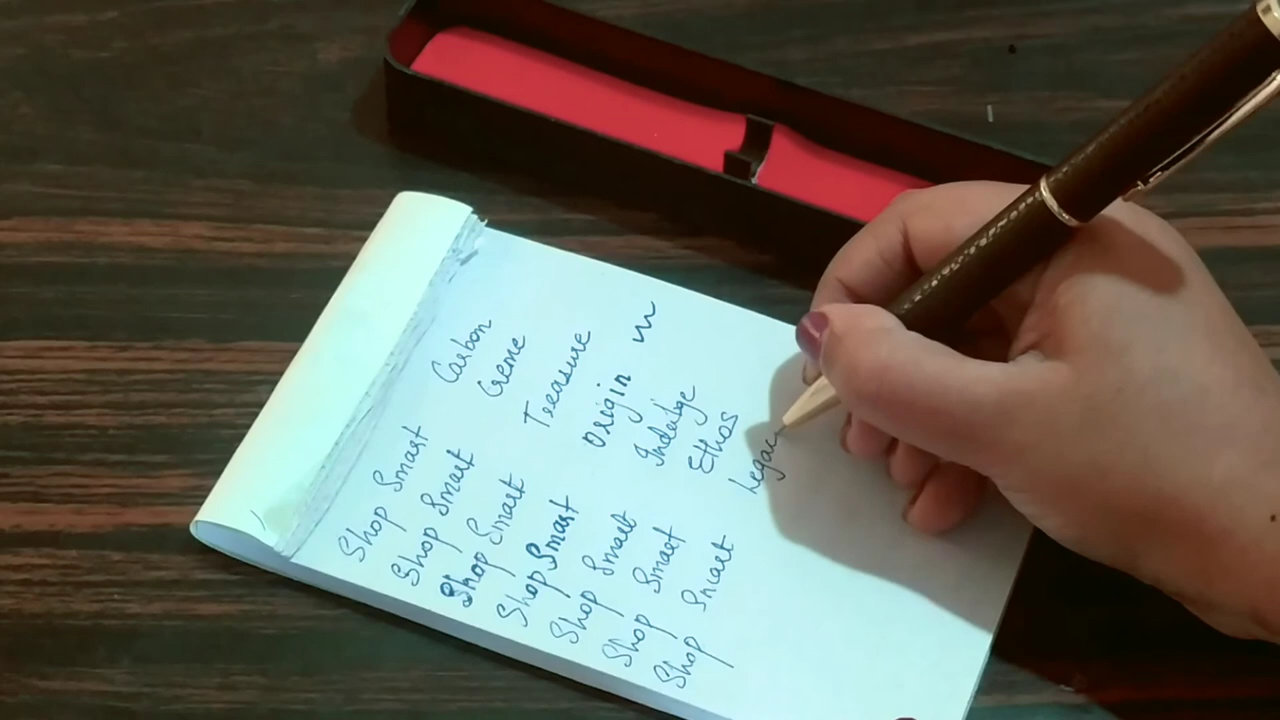 Shop Smart Carbon
Shop Smart Creme
Shop Smart Treasure
Shop Smart Origin
Shop Smart Indulge
Shop Smart Ethos
Shop Smart Legac